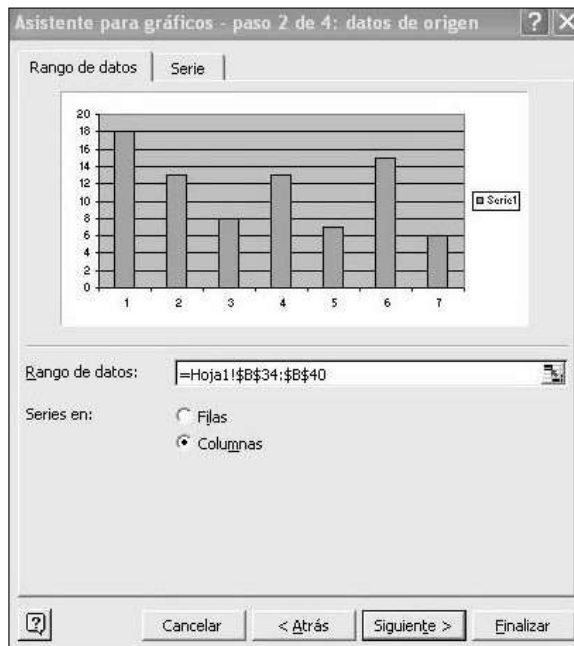 Asistente para gráficos - paso 2 de 4: datos de origen
Rango de datos
Serie
20
18
16
14
12
10
8
6
4
2
0
1 2 3 4 5 6 7
Serie1
Rango de datos:
=Hoja1!$B$34:$B$40
Series en:
Filas
Columnas
Cancelar
< Atrás
Siguiente >
Finalizar